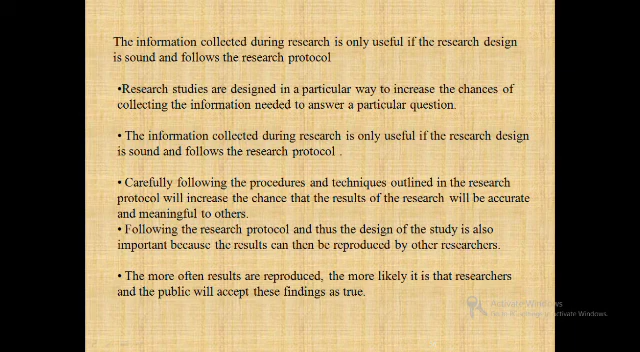 The information collected during research is only useful if the research design
is sound and follows the research protocol
•Research studies are designed in a particular way to increase the chances of
collecting the information needed to answer a particular question.
• The information collected during research is only useful if the research design
is sound and follows the research protocol .
• Carefully following the procedures and techniques outlined in the research
protocol will increase the chance that the results of the research will be accurate
and meaningful to others.
• Following the research protocol and thus the design of the study is also
important because the results can then be reproduced by other researchers.
• The more often results are reproduced, the more likely it is that researchers
and the public will accept these findings as true.
Activate Windows
Activate Windows.